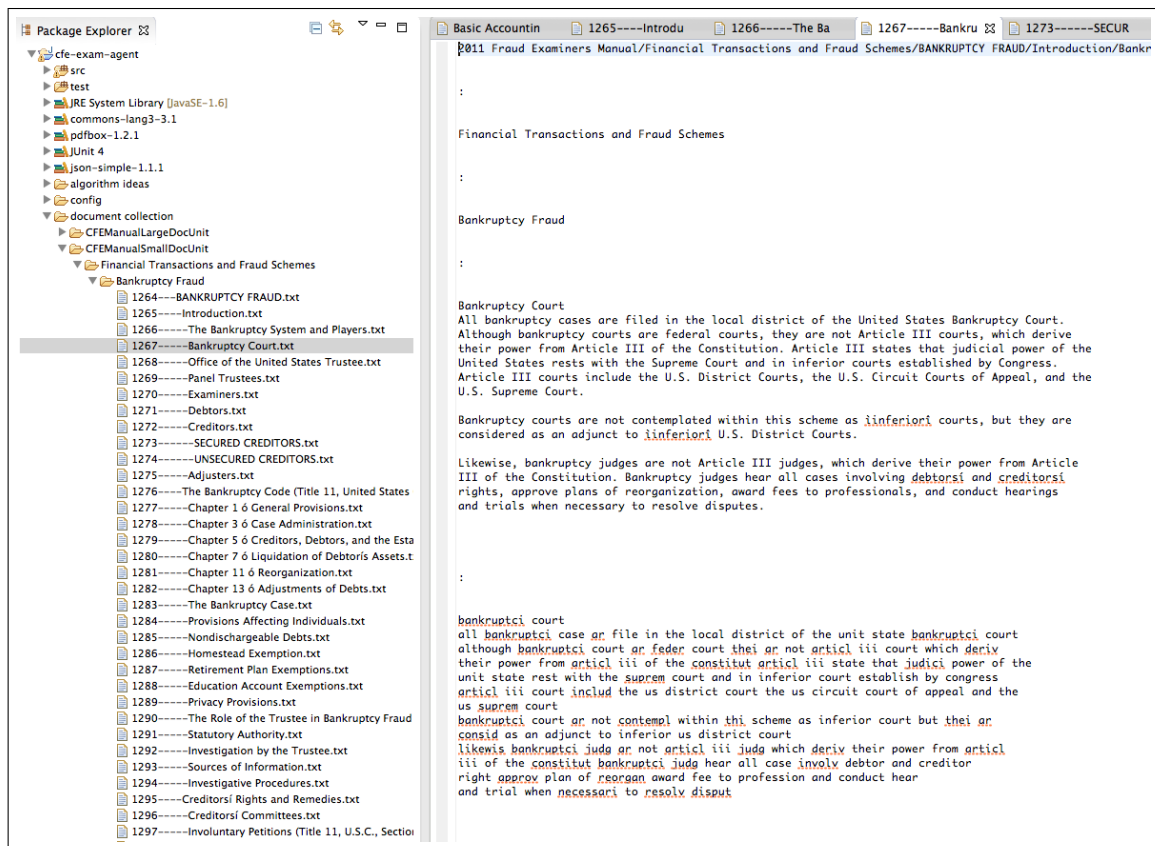 Package Explorer
cfe-exam-agent
src
test
JRE System Library [JavaSE-1.6]
commons-lang3-3.1
pdfbox-1.2.1
JUnit 4
json-simple-1.1.1
algorithm ideas
config
document collection
CFEManualLargeDocUnit
CFEManualSmallDocUnit
Financial Transactions and Fraud Schemes
Bankruptcy Fraud
1264---BANKRUPTCY FRAUD.txt
1265----Introduction.txt
1266-----The Bankruptcy System and Players.txt
1267-----Bankruptcy Court.txt
1268-----Office of the United States Trustee.txt
1269-----Panel Trustees.txt
1270-----Examiners.txt
1271-----Debtors.txt
1272-----Creditors.txt
1273------SECURED CREDITORS.txt
1274------UNSECURED CREDITORS.txt
1275-----Adjusters.txt
1276----The Bankruptcy Code (Title 11, United States
1277-----Chapter 1 ó General Provisions.txt
1278-----Chapter 3 ó Case Administration.txt
1279-----Chapter 5 ó Creditors, Debtors, and the Esta
1280-----Chapter 7 ó Liquidation of Debtorís Assets.t
1281-----Chapter 11 ó Reorganization.txt
1282-----Chapter 13 ó Adjustments of Debts.txt
1283-----The Bankruptcy Case.txt
1284-----Provisions Affecting Individuals.txt
1285-----Nondischargeable Debts.txt
1286-----Homestead Exemption.txt
1287-----Retirement Plan Exemptions.txt
1288-----Education Account Exemptions.txt
1289-----Privacy Provisions.txt
1290-----The Role of the Trustee in Bankruptcy Fraud
1291-----Statutory Authority.txt
1292-----Investigation by the Trustee.txt
1293-----Sources of Information.txt
1294-----Investigative Procedures.txt
1295----Creditorsí Rights and Remedies.txt
1296-----Creditorsí Committees.txt
1297-----Involuntary Petitions (Title 11, U.S.C., Section
Basic Accountin
1265----Introdu
1266-----The Ba
1267-----Bankru
1273------SECUR
2011 Fraud Examiners Manual/Financial Transactions and Fraud Schemes/BANKRUPTCY FRAUD/Introduction/Bankr
:
Financial Transactions and Fraud Schemes
:
Bankruptcy Fraud
:
Bankruptcy Court
All bankruptcy cases are filed in the local district of the United States Bankruptcy Court.
Although bankruptcy courts are federal courts, they are not Article III courts, which derive
their power from Article III of the Constitution. Article III states that judicial power of the
United States rests with the Supreme Court and in inferior courts established by Congress.
Article III courts include the U.S. District Courts, the U.S. Circuit Courts of Appeal, and the
U.S. Supreme Court.
Bankruptcy courts are not contemplated within this scheme as ìinferiorî courts, but they are
considered as an adjunct to ìinferiorî U.S. District Courts.
Likewise, bankruptcy judges are not Article III judges, which derive their power from Article
III of the Constitution. Bankruptcy judges hear all cases involving debtorsí and creditorsí
rights, approve plans of reorganization, award fees to professionals, and conduct hearings
and trials when necessary to resolve disputes.
:
bankruptci court
all bankruptci case ar file in the local district of the unit state bankruptci court
although bankruptci court ar feder court thei ar not articl iii court which deriv
their power from articl iii of the constitut articl iii state that judici power of the
unit state rest with the suprem court and in inferior court establish by congress
articl iii court includ the us district court the us circuit court of appeal and the
us suprem court
bankruptci court ar not contempl within thi scheme as inferior court but thei ar
consid as an adjunct to inferior us district court
likewis bankruptci judg ar not articl iii judg which deriv their power from articl
iii of the constitut bankruptci judg hear all case involv debtor and creditor
right approv plan of reorgan award fee to profession and conduct hear
and trial when necessari to resolv disput